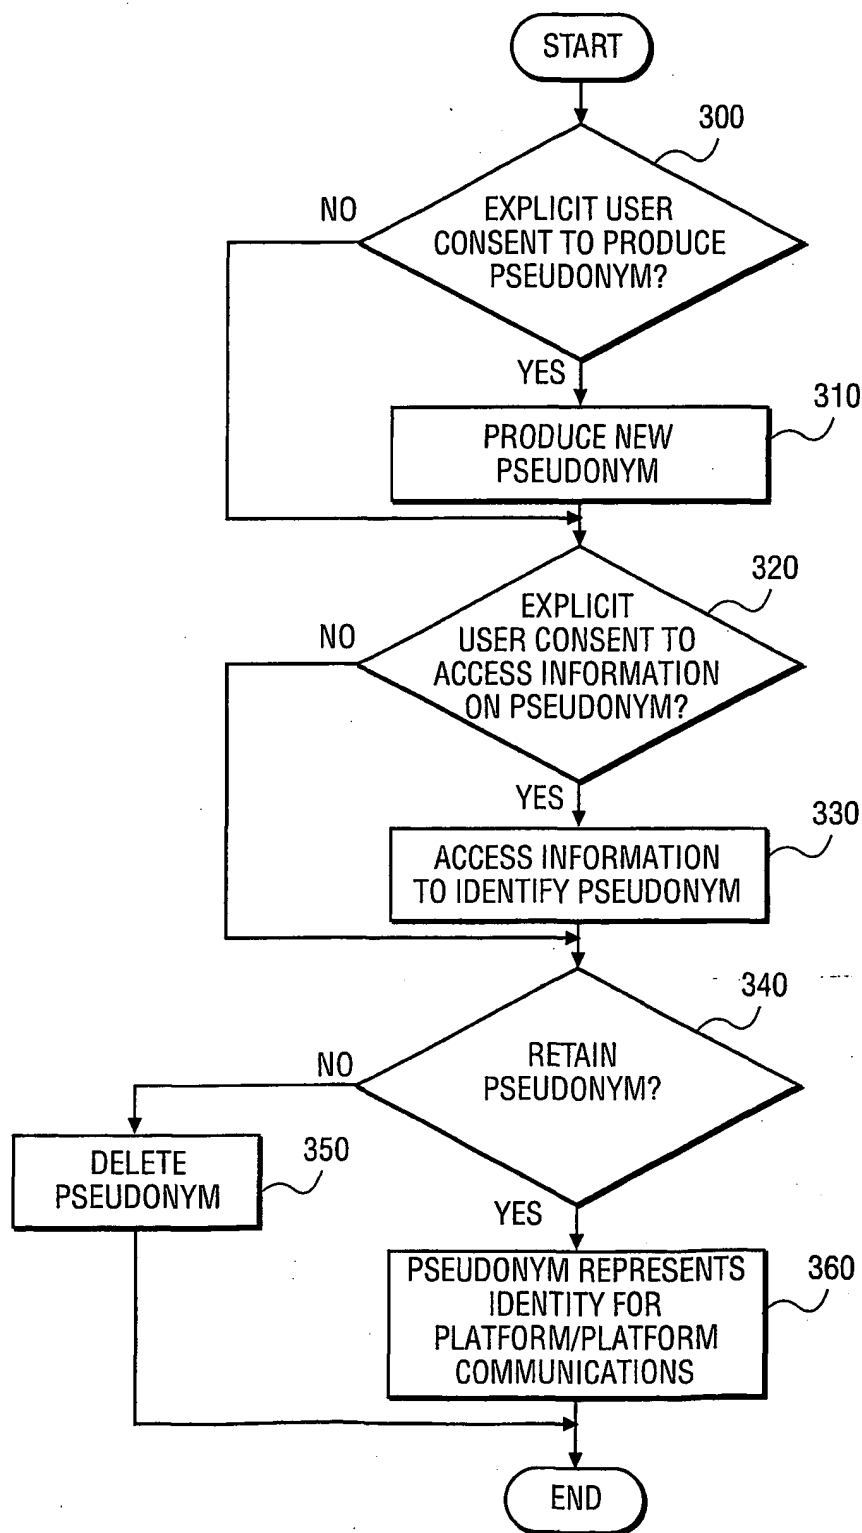 START
300
NO
EXPLICIT USER
CONSENT TO PRODUCE
PSEUDONYM?
YES
310
PRODUCE NEW
PSEUDONYM
320
NO
EXPLICIT
USER CONSENT TO
ACCESS INFORMATION
ON PSEUDONYM?
YES
330
ACCESS INFORMATION
TO IDENTIFY PSEUDONYM
340
NO
RETAIN
PSEUDONYM?
350
DELETE
PSEUDONYM
YES
360
PSEUDONYM REPRESENTS
IDENTITY FOR
PLATFORM/PLATFORM
COMMUNICATIONS
END